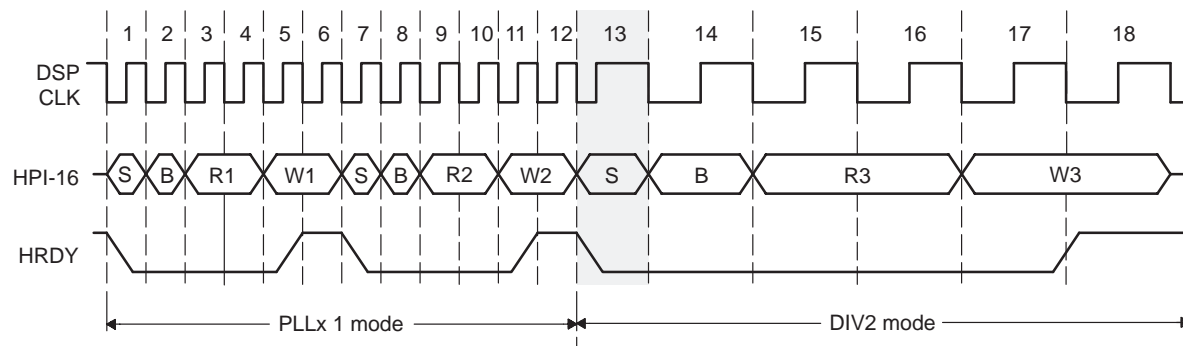 1 2 3 4 5 6 7 8 9 10 11 12 13 14 15 16 17 18
DSP
CLK
HPI-16 S B R1 W1 S B R2 W2 S B R3 W3
HRDY
PLLx 1 mode DIV2 mode